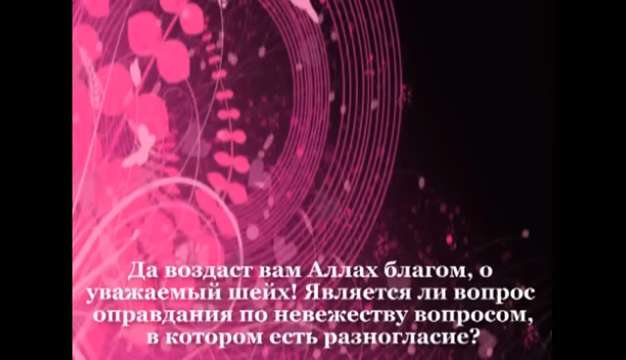 Да воздаст вам Аллах благом, о
уважаемый шейх! Является ли вопрос
оправдания по невежеству вопросом,
в котором есть разногласие?